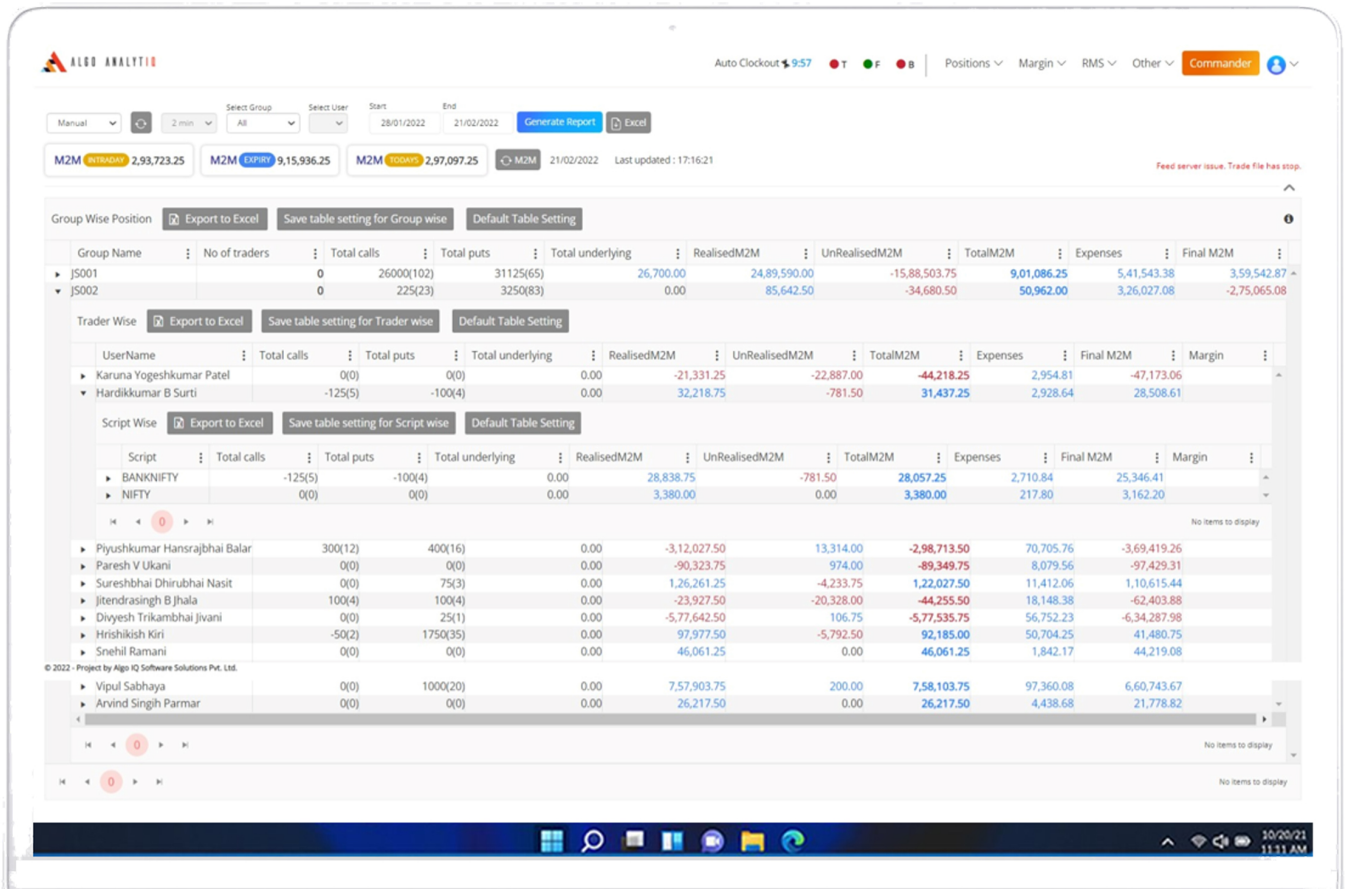 ALGO ANALYTIQ
Auto Clockout 9:57 T F B Positions Margin RMS Other Commander
Select Group Select User Start End
Manual 2 min All 28/01/2022 21/02/2022 Generate Report Excel
M2M INTRADAY 2,93,723.25 M2M EXPIRY 9,15,936.25 M2M TODAYS 2,97,097.25 M2M 21/02/2022 Last updated : 17:16:21
Feed server issue. Trade file has stop.
Group Wise Position Export to Excel Save table setting for Group wise Default Table Setting
Group Name No of traders Total calls Total puts Total underlying RealisedM2M UnRealisedM2M TotalM2M Expenses Final M2M
JS001 0 26000(102) 31125(65) 26,700.00 24,89,590.00 -15,88,503.75 9,01,086.25 5,41,543.38 3,59,542.87
JS002 0 225(23) 3250(83) 0.00 85,642.50 -34,680.50 50,962.00 3,26,027.08 -2,75,065.08
Trader Wise Export to Excel Save table setting for Trader wise Default Table Setting
UserName Total calls Total puts Total underlying RealisedM2M UnRealisedM2M TotalM2M Expenses Final M2M Margin
Karuna Yogeshkumar Patel 0(0) 0(0) 0.00 -21,331.25 -22,887.00 -44,218.25 2,954.81 -47,173.06
Hardikkumar B Surti -125(5) -100(4) 0.00 32,218.75 -781.50 31,437.25 2,928.64 28,508.61
Script Wise Export to Excel Save table setting for Script wise Default Table Setting
Script Total calls Total puts Total underlying RealisedM2M UnRealisedM2M TotalM2M Expenses Final M2M Margin
BANKNIFTY -125(5) -100(4) 0.00 28,838.75 -781.50 28,057.25 2,710.84 25,346.41
NIFTY 0(0) 0(0) 0.00 3,380.00 0.00 3,380.00 217.80 3,162.20
0 No items to display
Piyushkumar Hansrajbhai Balar 300(12) 400(16) 0.00 -3,12,027.50 13,314.00 -2,98,713.50 70,705.76 -3,69,419.26
Paresh V Ukani 0(0) 0(0) 0.00 -90,323.75 974.00 -89,349.75 8,079.56 -97,429.31
Sureshbhai Dhirubhai Nasit 0(0) 75(3) 0.00 1,26,261.25 -4,233.75 1,22,027.50 11,412.06 1,10,615.44
Jitendrasingh B Jhala 100(4) 100(4) 0.00 -23,927.50 -20,328.00 -44,255.50 18,148.38 -62,403.88
Divyesh Trikambhai Jivani 0(0) 25(1) 0.00 -5,77,642.50 106.75 -5,77,535.75 56,752.23 -6,34,287.98
Hrishikish Kiri -50(2) 1750(35) 0.00 97,977.50 -5,792.50 92,185.00 50,704.25 41,480.75
Snehil Ramani 0(0) 0(0) 0.00 46,061.25 0.00 46,061.25 1,842.17 44,219.08
© 2022 - Project by Algo IQ Software Solutions Pvt. Ltd.
Vipul Sabhaya 0(0) 1000(20) 0.00 7,57,903.75 200.00 7,58,103.75 97,360.08 6,60,743.67
Arvind Singih Parmar 0(0) 0(0) 0.00 26,217.50 0.00 26,217.50 4,438.68 21,778.82
0 No items to display
0 No items to display
10/20/21
11:11 AM